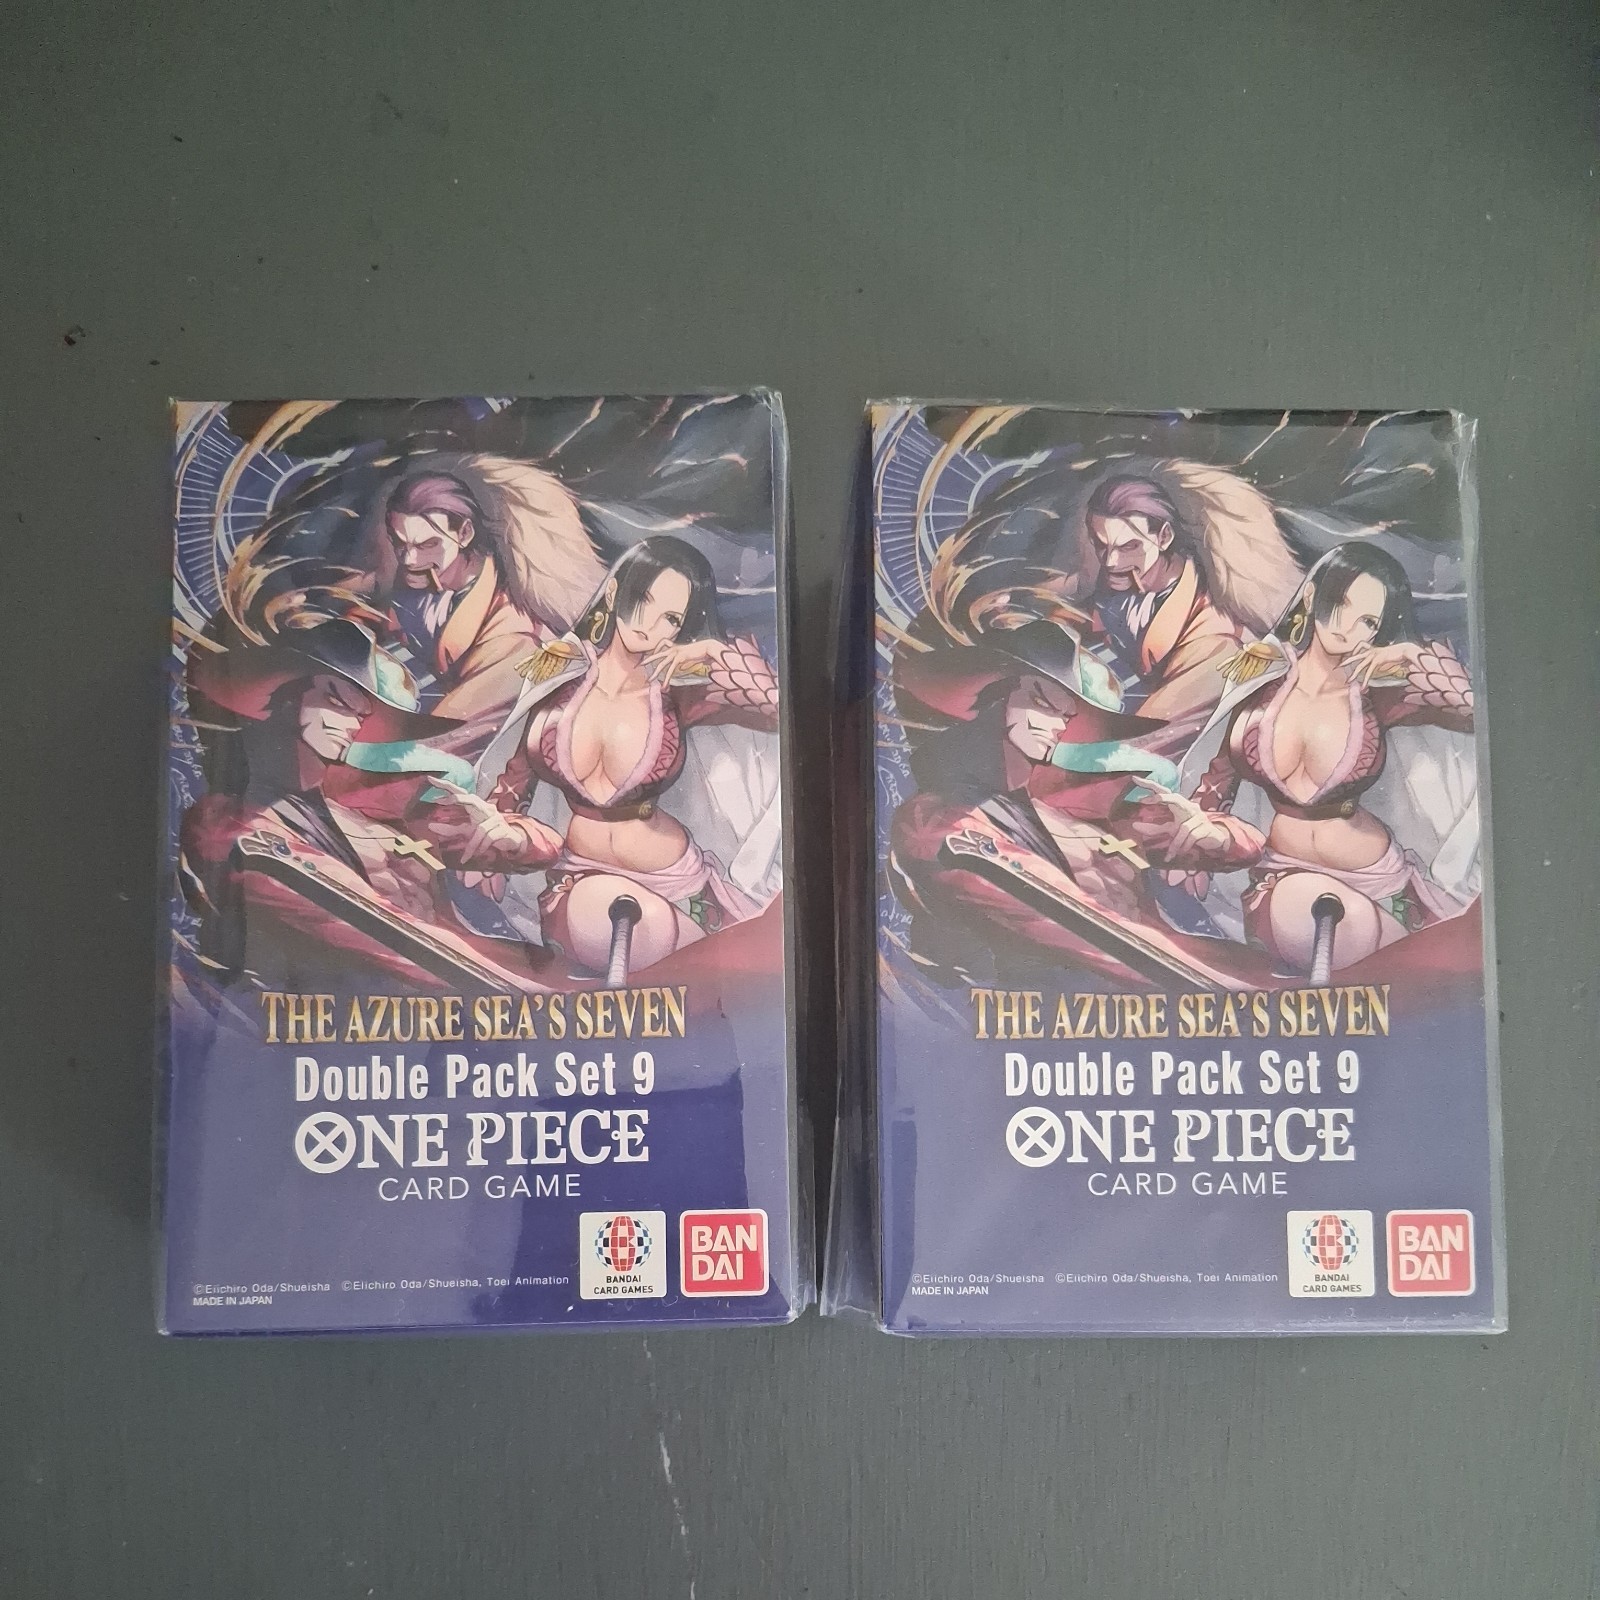 THE AZURE SEA'S SEVEN
Double Pack Set 9
ONE PIECE
CARD GAME
BANDAI
CARD GAMES
BAN
DAI
©Eiichiro Oda/Shueisha ©Eiichiro Oda/Shueisha, Toei Animation
MADE IN JAPAN
THE AZURE SEA'S SEVEN
Double Pack Set 9
ONE PIECE
CARD GAME
BANDAI
CARD GAMES
BAN
DAI
©Eiichiro Oda/Shueisha ©Eiichiro Oda/Shueisha, Toei Animation
MADE IN JAPAN